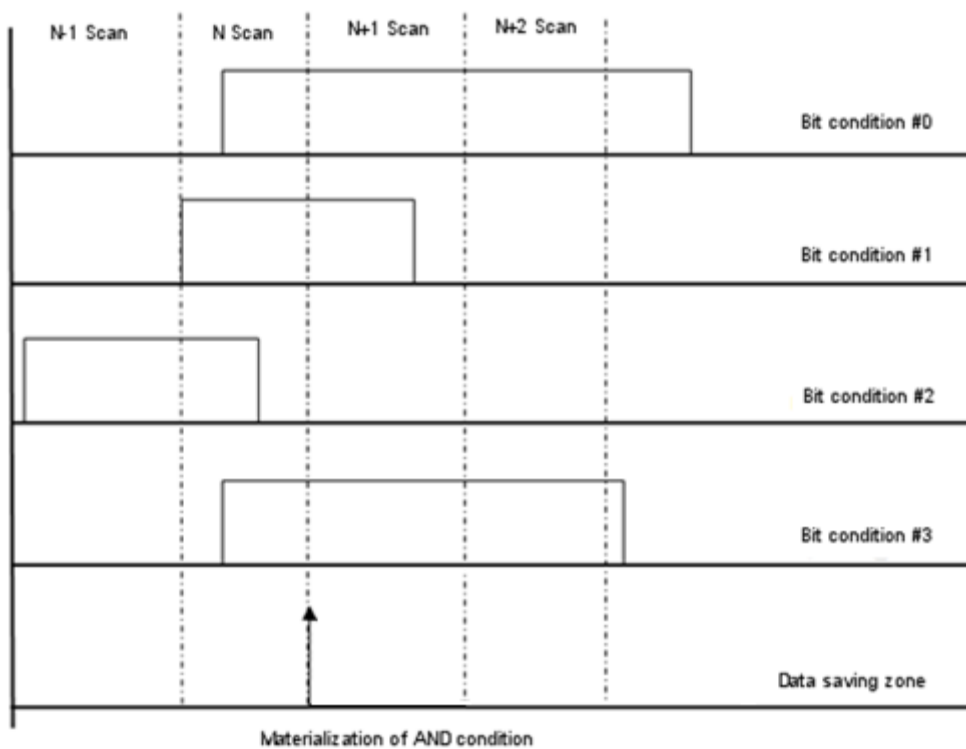 N-1 Scan N Scan N+1 Scan N+2 Scan
Bit condition #0
Bit condition #1
Bit condition #2
Bit condition #3
Data saving zone
Materialization of AND condition